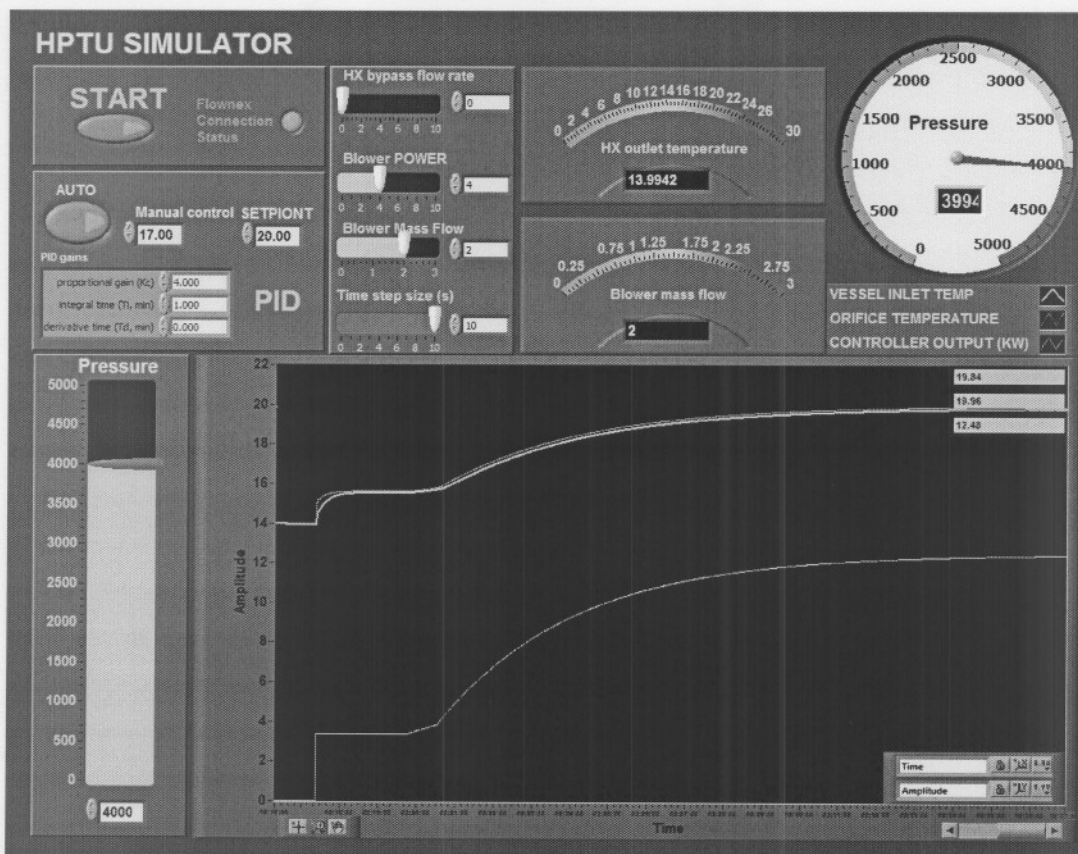 HPTU SIMULATOR
START
Flownex
Connection
Status
AUTO
Manual control
17.00
SETPIONT
20.00
PID gains
proportional gain (Kc)
4.000
integral time (Ti, min)
1.000
derivative time (Td, min)
0.000
PID
HX bypass flow rate
0
0 2 4 6 8 10
Blower POWER
4
0 2 4 6 8 10
Blower Mass Flow
2
0 1 2 3
Time step size (s)
10
0 2 4 6 8 10
0 2 4 6 8 10 12 14 16 18 20 22 24 26 30
HX outlet temperature
13.9942
0 0.25 0.75 1 1.25 1.75 2 2.25 2.75 3
Blower mass flow
2
0 500 1000 1500 2000 2500 3000 3500 4000 4500 5000
Pressure
3994
VESSEL INLET TEMP
ORIFICE TEMPERATURE
CONTROLLER OUTPUT (KW)
Pressure
5000
4500
4000
3500
3000
2500
2000
1500
1000
500
0
4000
22
20
18
16
14
12
10
8
6
4
2
0
Amplitude
19.84
19.96
12.48
Time
Amplitude
Time